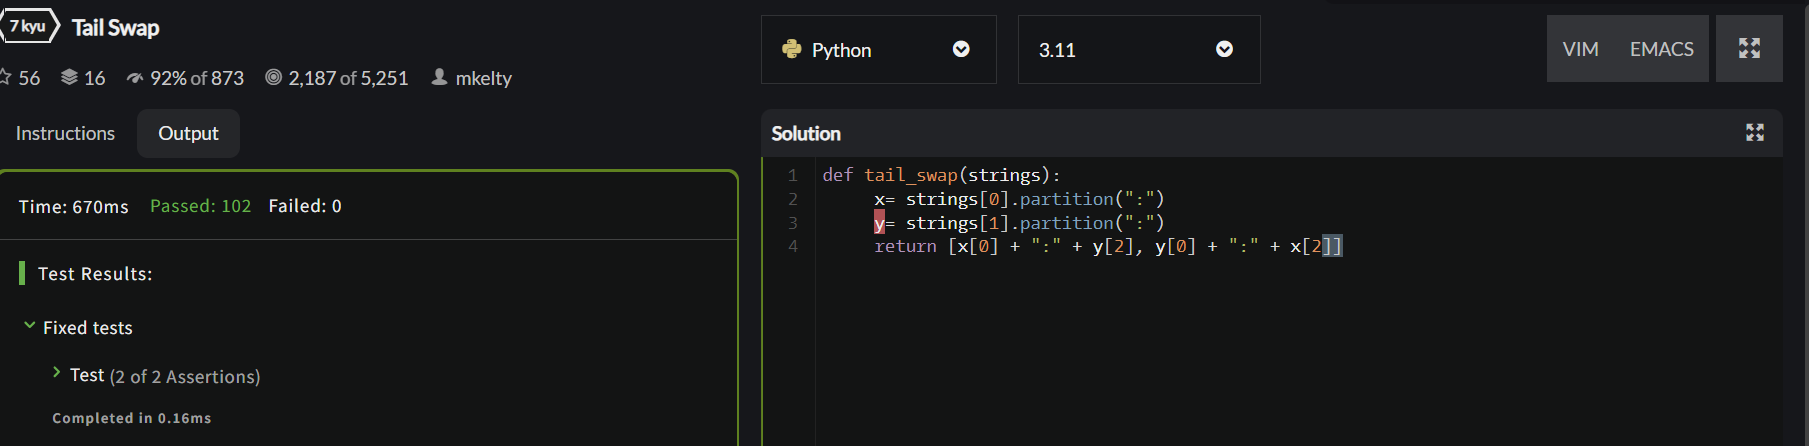 7 kyu Tail Swap
56 16 92% of 873 2,187 of 5,251 mkelty
Instructions Output
Time: 670ms Passed: 102 Failed: 0
Test Results:
Fixed tests
Test (2 of 2 Assertions)
Completed in 0.16ms
Python 3.11 VIM EMACS
Solution
1 def tail_swap(strings):
2 x= strings[0].partition(":")
3 y= strings[1].partition(":")
4 return [x[0] + ":" + y[2], y[0] + ":" + x[2]]